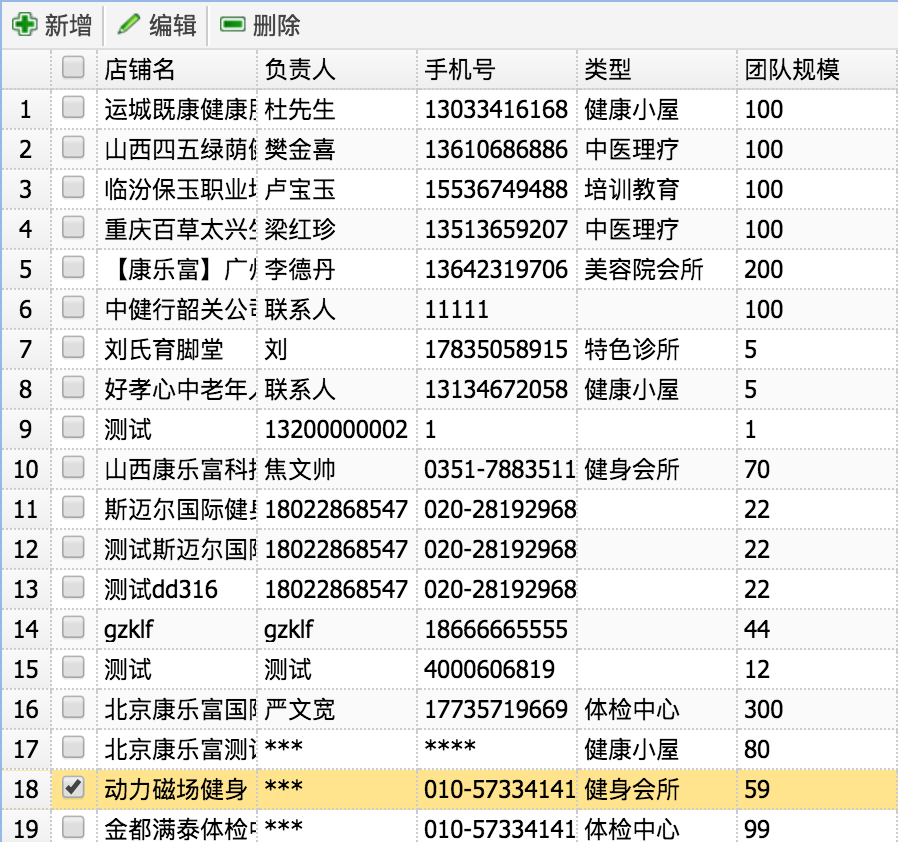 新增 编辑 删除
店铺名 负责人 手机号 类型 团队规模
1 运城既康健康 杜先生 13033416168 健康小屋 100
2 山西四五绿荫 樊金喜 13610686886 中医理疗 100
3 临汾保玉职业 卢宝玉 15536749488 培训教育 100
4 重庆百草太兴 梁红珍 13513659207 中医理疗 100
5 【康乐富】广 李德丹 13642319706 美容院会所 200
6 中健行韶关公司 联系人 11111 100
7 刘氏育脚堂 刘 17835058915 特色诊所 5
8 好孝心中老年 联系人 13134672058 健康小屋 5
9 测试 13200000002 1 1
10 山西康乐富科 焦文帅 0351-7883511 健身会所 70
11 斯迈尔国际健 18022868547 020-28192968 22
12 测试斯迈尔国 18022868547 020-28192968 22
13 测试dd316 18022868547 020-28192968 22
14 gzklf gzklf 18666665555 44
15 测试 测试 4000606819 12
16 北京康乐富国 严文宽 17735719669 体检中心 300
17 北京康乐富测 *** **** 健康小屋 80
18 动力磁场健身 *** 010-57334141 健身会所 59
19 金都满泰体检 *** 010-57334141 体检中心 99